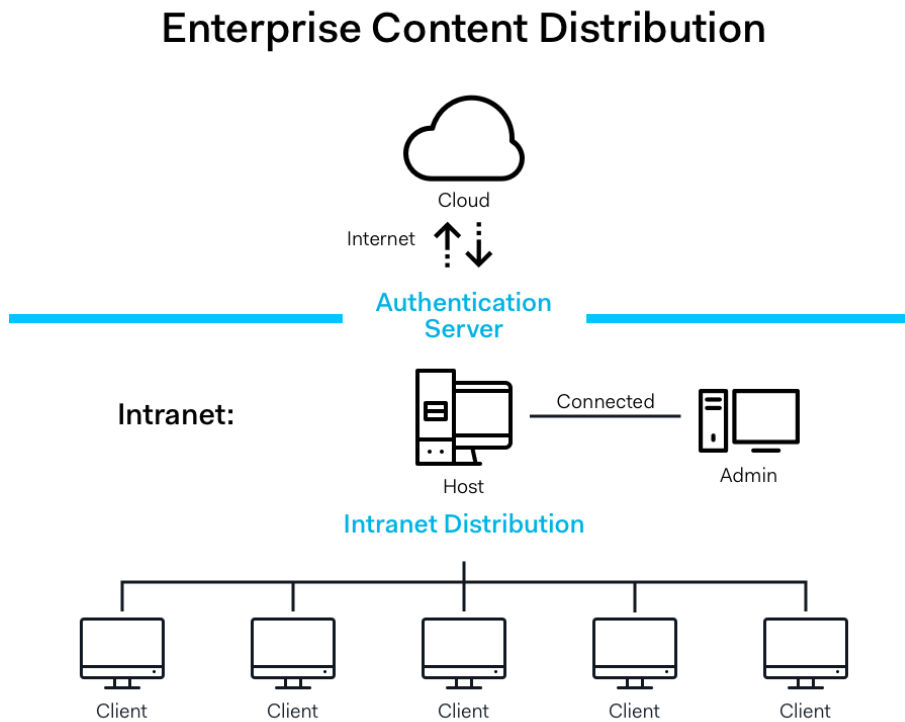 Enterprise Content Distribution
Cloud
Internet
Authentication
Server
Intranet:
Connected
Host
Admin
Intranet Distribution
Client
Client
Client
Client
Client